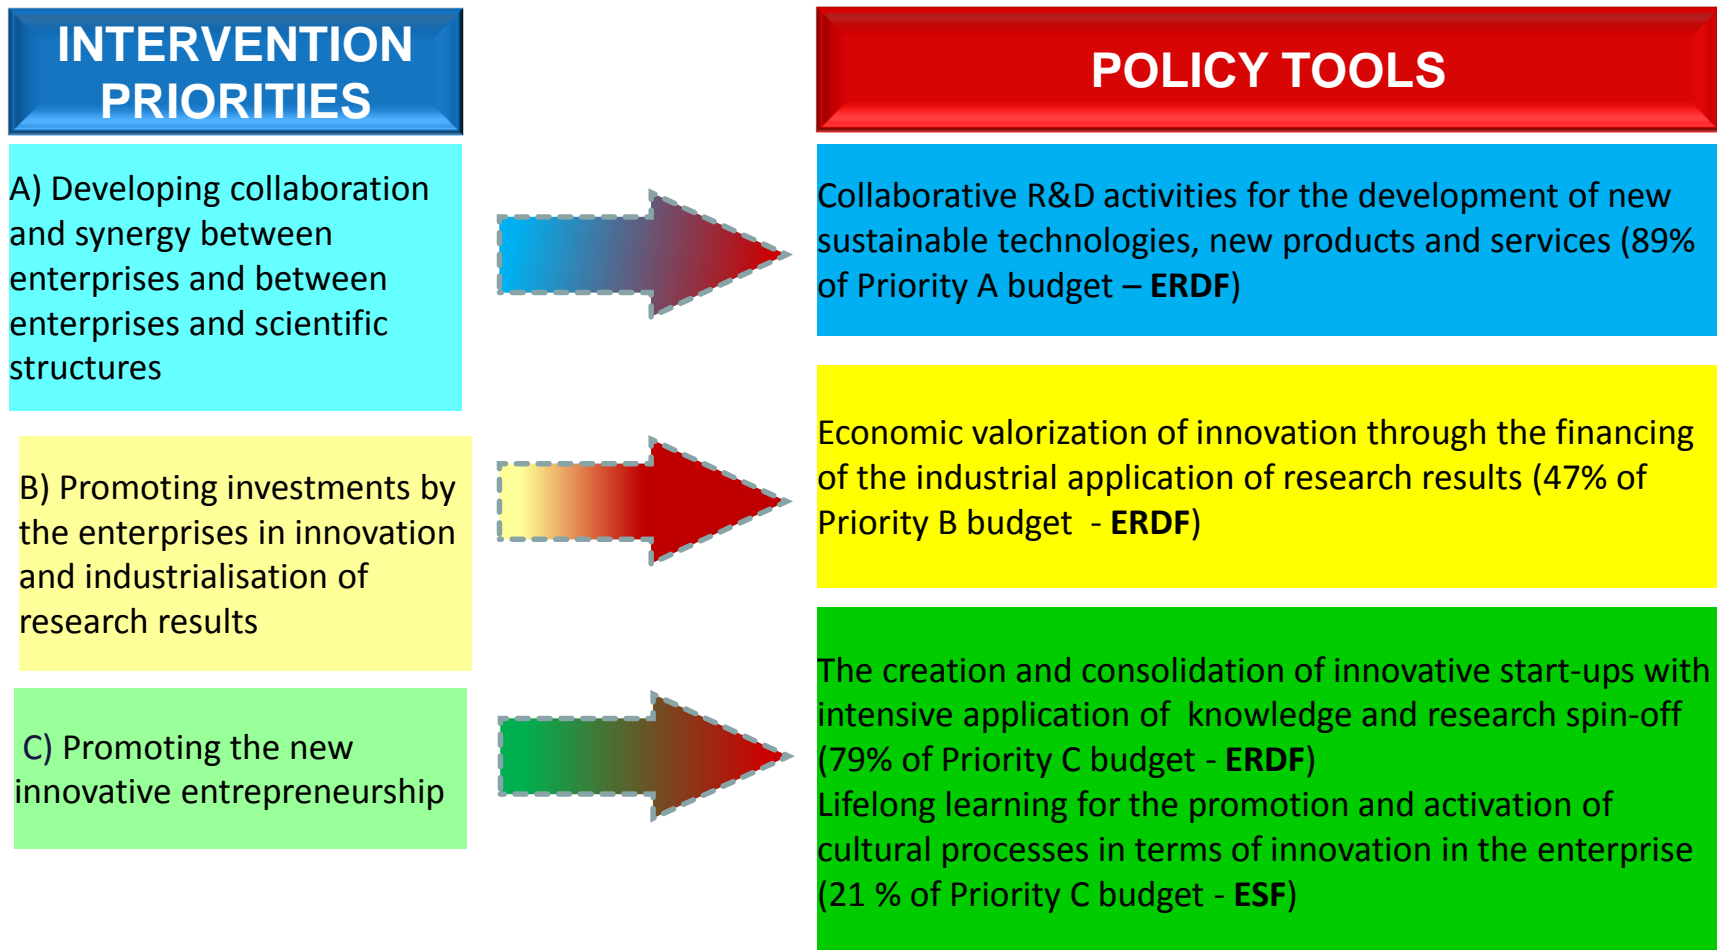 INTERVENTION
PRIORITIES
POLICY TOOLS
A) Developing collaboration
and synergy between
enterprises and between
enterprises and scientific
structures
Collaborative R&D activities for the development of new
sustainable technologies, new products and services (89%
of Priority A budget – ERDF)
B) Promoting investments by
the enterprises in innovation
and industrialisation of
research results
Economic valorization of innovation through the financing
of the industrial application of research results (47% of
Priority B budget  - ERDF)
C) Promoting the new
innovative entrepreneurship
The creation and consolidation of innovative start-ups with
intensive application of  knowledge and research spin-off
(79% of Priority C budget - ERDF)
Lifelong learning for the promotion and activation of
cultural processes in terms of innovation in the enterprise
(21 % of Priority C budget - ESF)